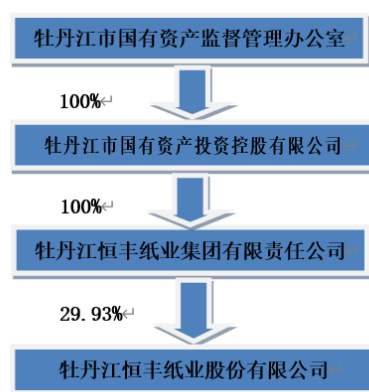 牡丹江市国有资产监督管理办公室
100%
牡丹江市国有资产投资控股有限公司
100%
牡丹江恒丰纸业集团有限责任公司
29.93%
牡丹江恒丰纸业股份有限公司